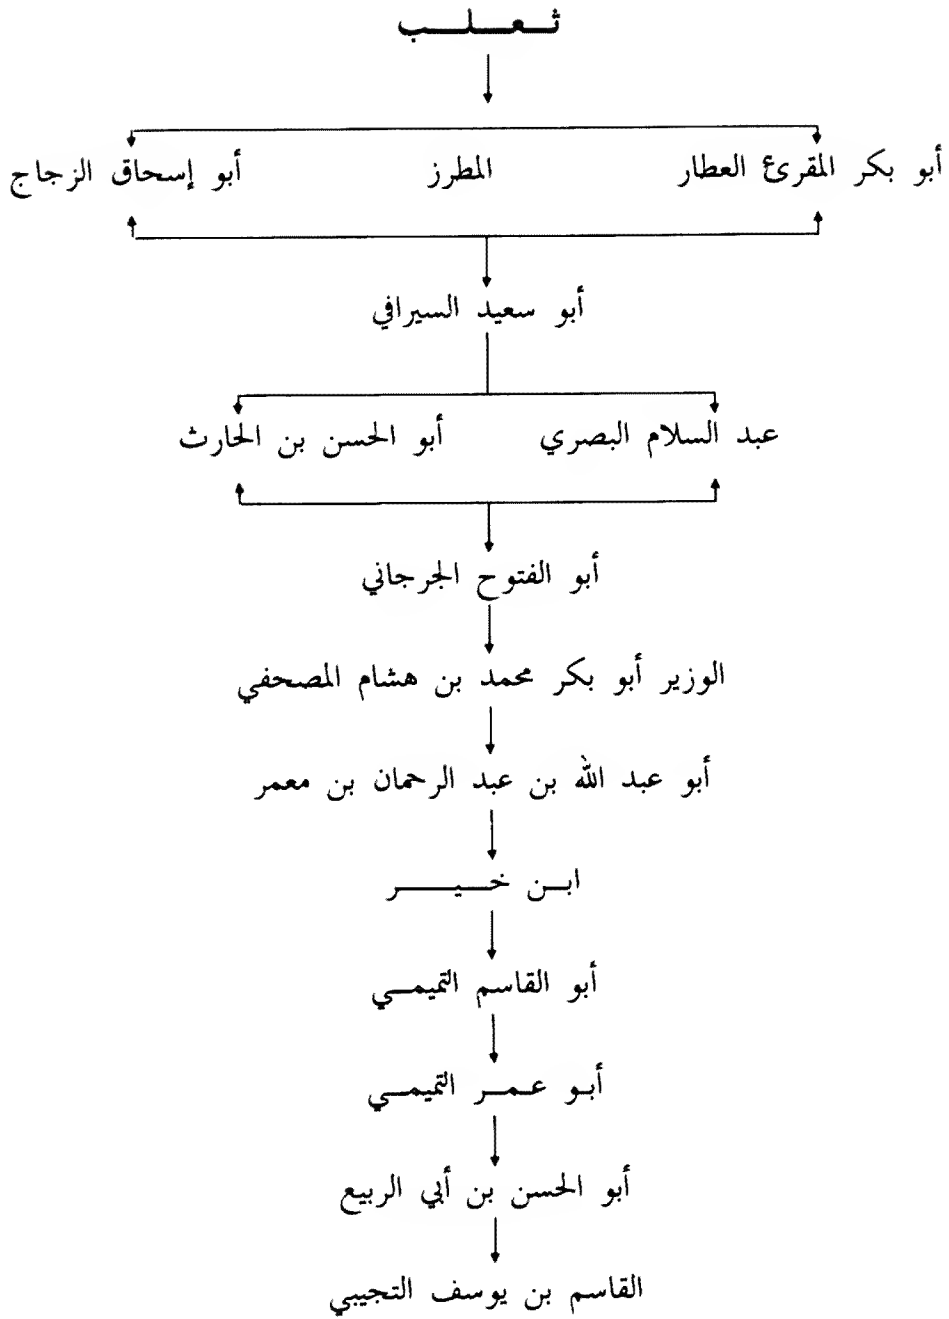 ثعلب
أبو بكر المقرئ العطار المطرز أبو إسحاق الزجاج
أبو سعيد السيرافي
عبد السلام البصري أبو الحسن بن الحارث
أبو الفتوح الجرجاني
الوزير أبو بكر محمد بن هشام المصحفي
أبو عبد الله بن عبد الرحمان بن معمر
ابن خير
أبو القاسم التميمي
أبو عمر التميمي
أبو الحسن بن أبي الربيع
القاسم بن يوسف التجيبي